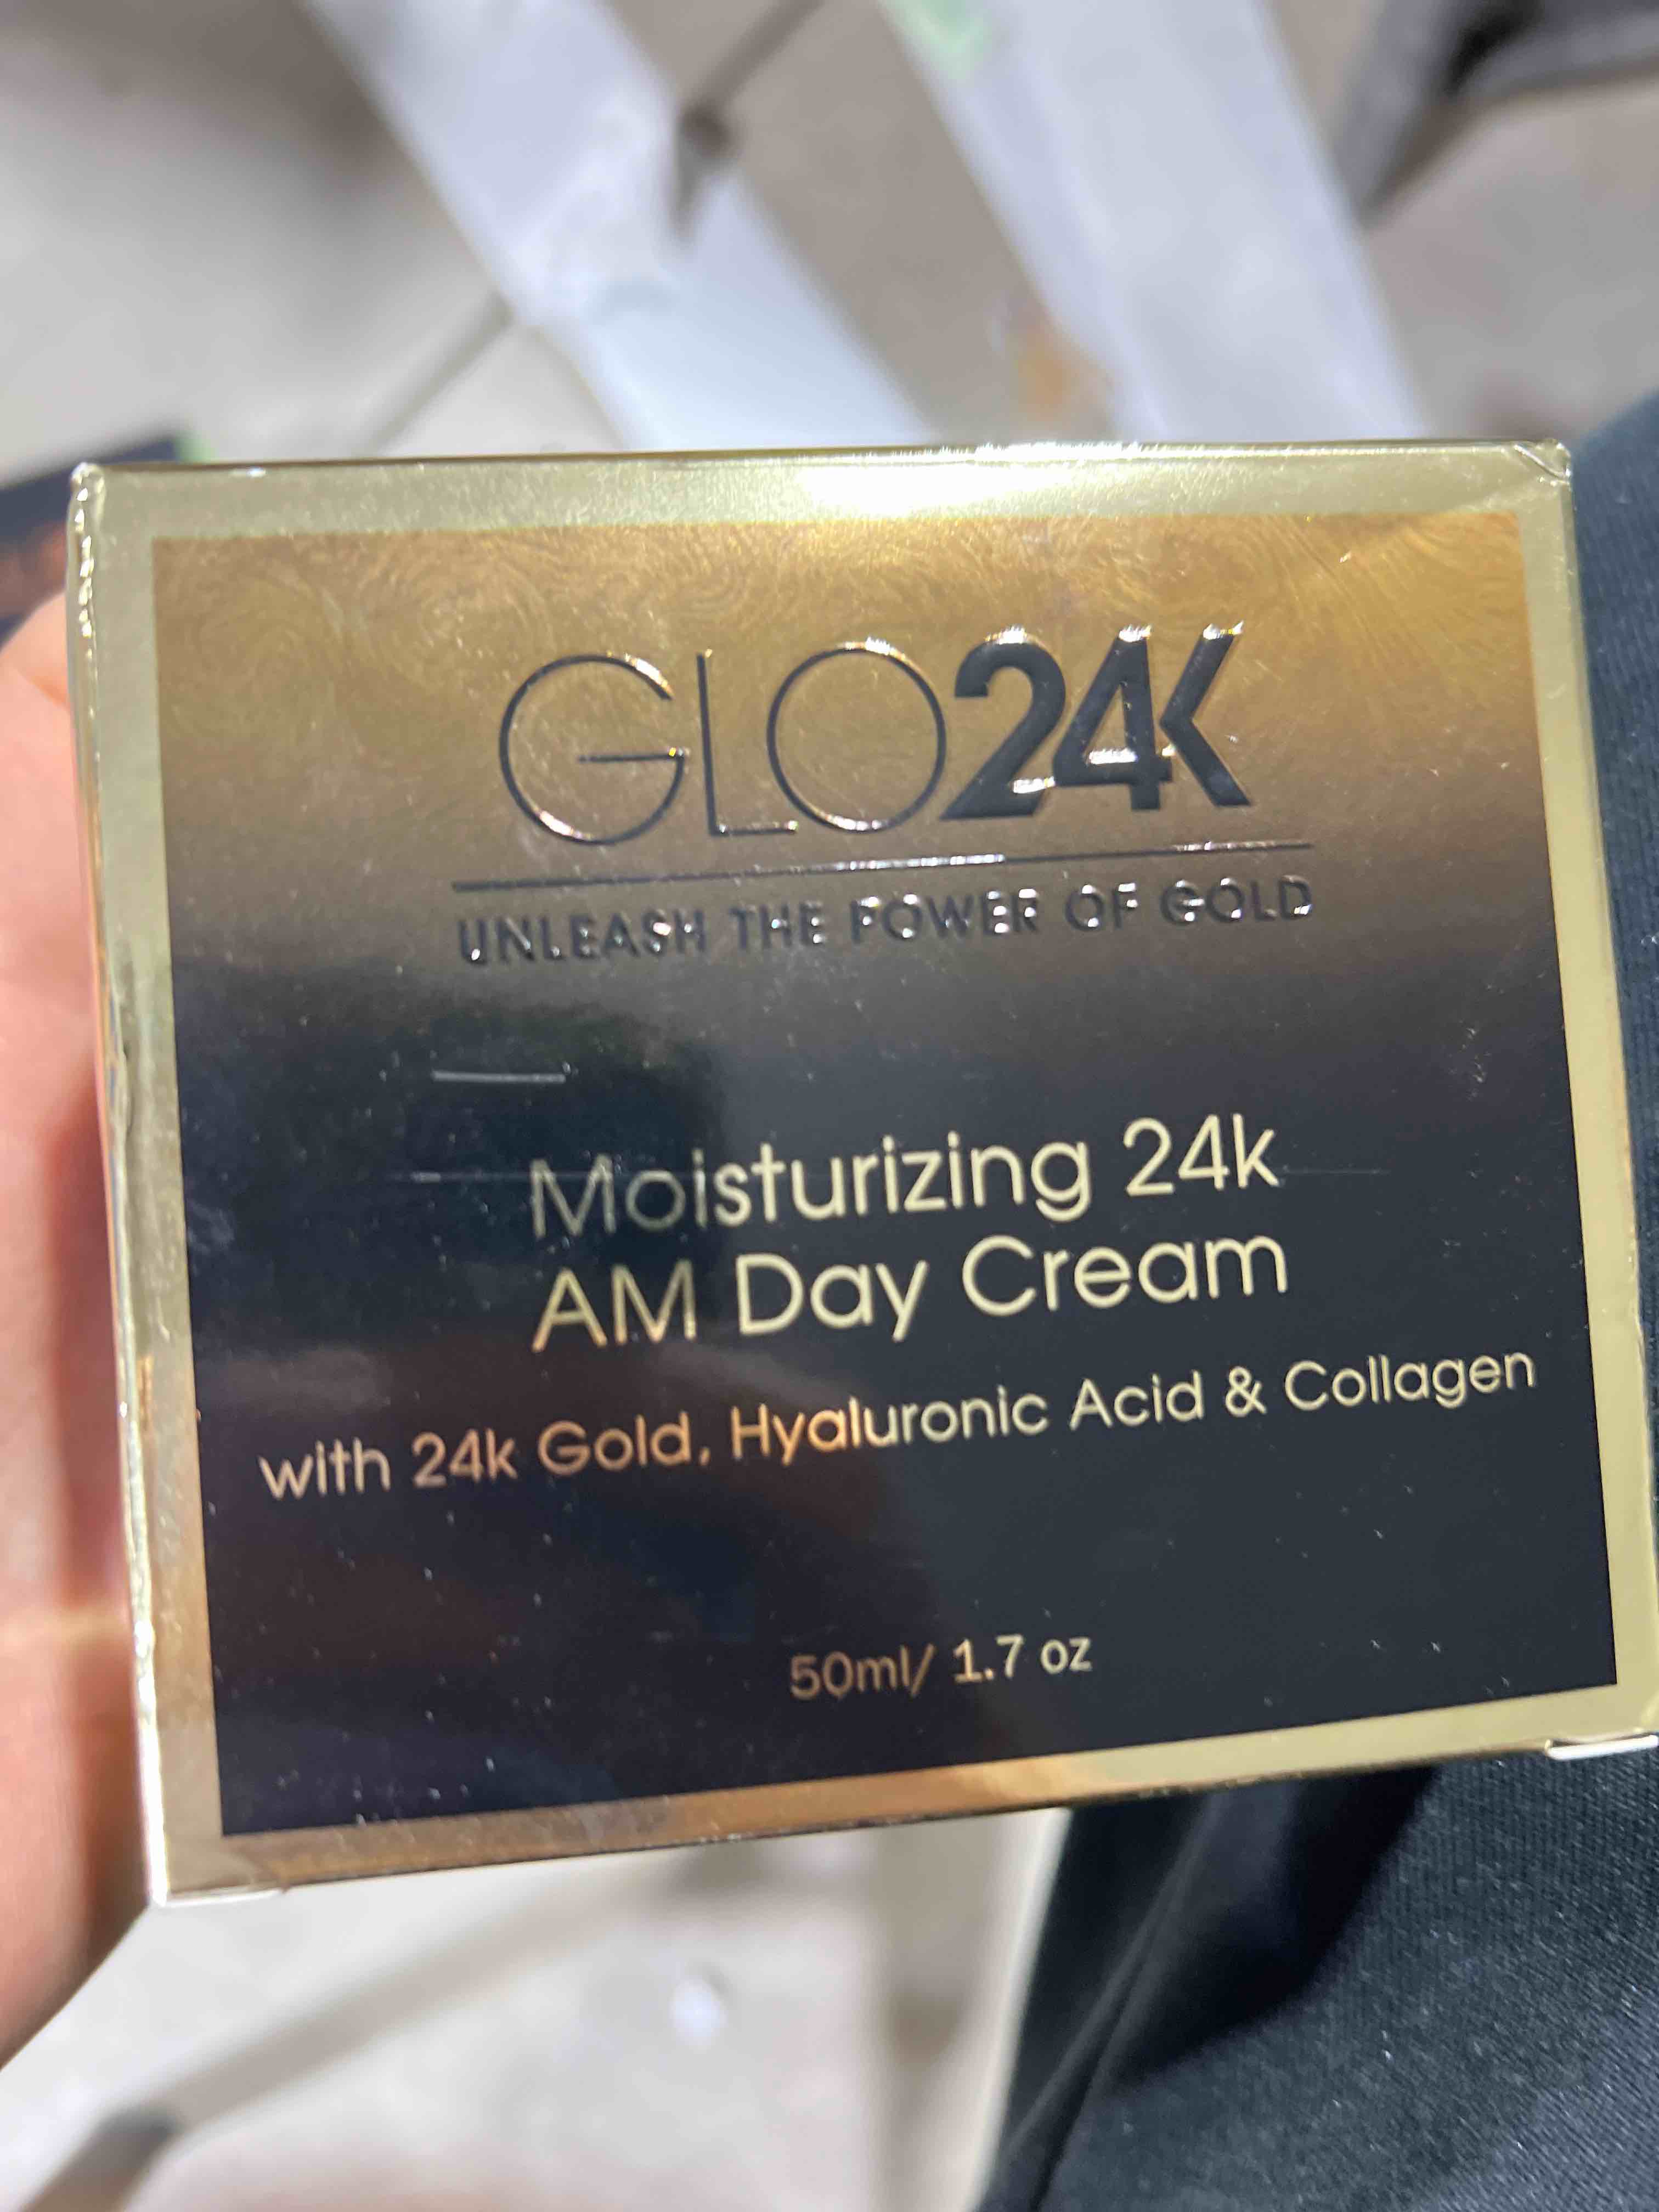 GLO24K
UNLEASH THE POWER OF GOLD
Moisturizing 24k
AM Day Cream
with 24k Gold, Hyaluronic Acid & Collagen
50ml/ 1.7 oz